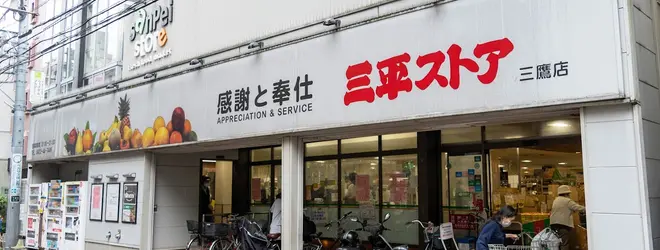 SanPei
store
感謝と奉仕
APPRECIATION & SERVICE
三平ストア
三鷹店